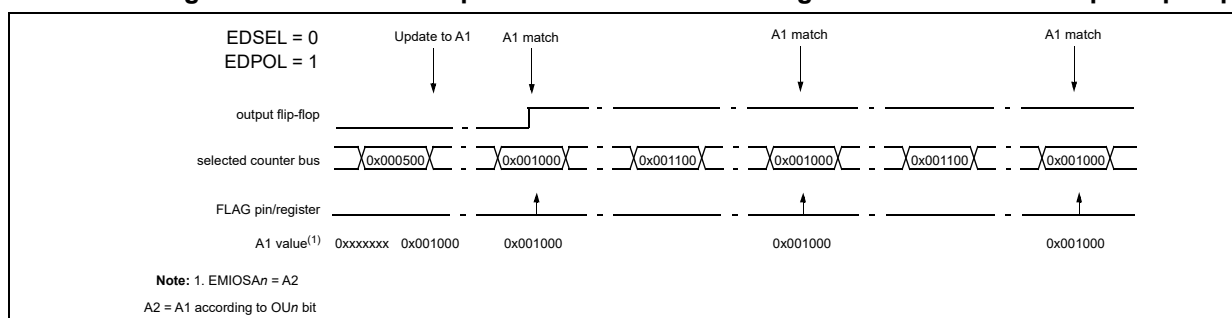 EDSEL = 0
EDPOL = 1
Update to A1 A1 match A1 match A1 match
output flip-flop
selected counter bus 0x000500 0x001000 0x001100 0x001000 0x001100 0x001000
FLAG pin/register
A1 value(1) 0xxxxxxx 0x001000 0x001000 0x001000 0x001000
Note: 1. EMIOSAn = A2
A2 = A1 according to OUn bit